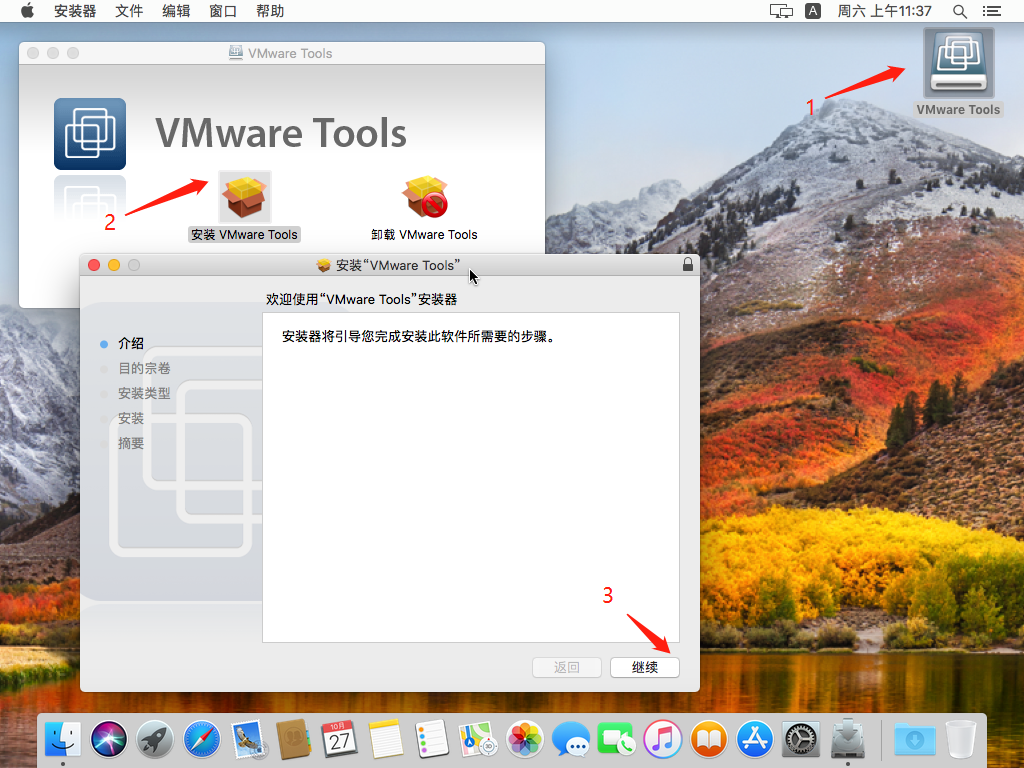 安装器 文件 编辑 窗口 帮助 A 周六 上午11:37
VMware Tools
1
VMware Tools
VMware Tools
2
安装 VMware Tools
卸载 VMware Tools
安装“VMware Tools”
欢迎使用“VMware Tools”安装器
安装器将引导您完成安装此软件所需要的步骤。
介绍
目的宗卷
安装类型
安装
摘要
3
返回 继续
10月
27